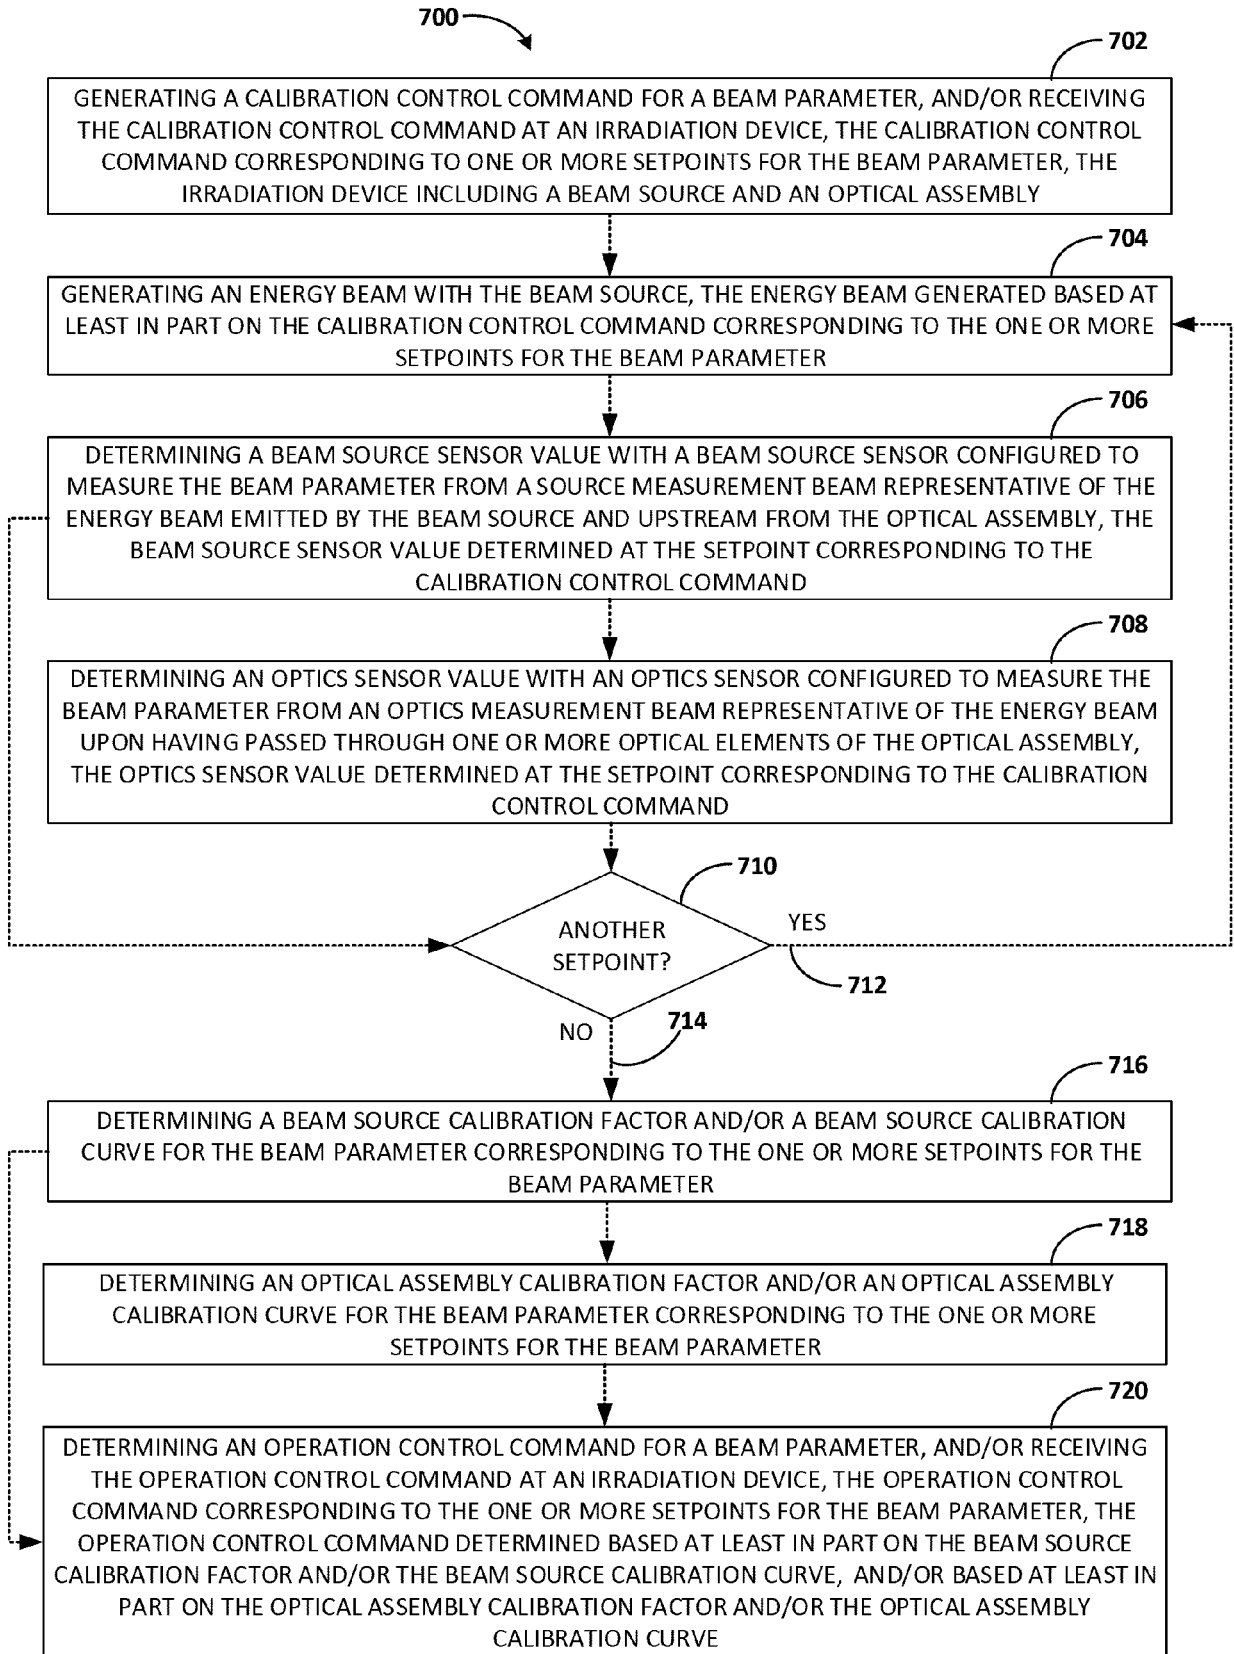 700
702
GENERATING A CALIBRATION CONTROL COMMAND FOR A BEAM PARAMETER, AND/OR RECEIVING
THE CALIBRATION CONTROL COMMAND AT AN IRRADIATION DEVICE, THE CALIBRATION CONTROL
COMMAND CORRESPONDING TO ONE OR MORE SETPOINTS FOR THE BEAM PARAMETER, THE
IRRADIATION DEVICE INCLUDING A BEAM SOURCE AND AN OPTICAL ASSEMBLY
704
GENERATING AN ENERGY BEAM WITH THE BEAM SOURCE, THE ENERGY BEAM GENERATED BASED AT
LEAST IN PART ON THE CALIBRATION CONTROL COMMAND CORRESPONDING TO THE ONE OR MORE
SETPOINTS FOR THE BEAM PARAMETER
706
DETERMINING A BEAM SOURCE SENSOR VALUE WITH A BEAM SOURCE SENSOR CONFIGURED TO
MEASURE THE BEAM PARAMETER FROM A SOURCE MEASUREMENT BEAM REPRESENTATIVE OF THE
ENERGY BEAM EMITTED BY THE BEAM SOURCE AND UPSTREAM FROM THE OPTICAL ASSEMBLY, THE
BEAM SOURCE SENSOR VALUE DETERMINED AT THE SETPOINT CORRESPONDING TO THE
CALIBRATION CONTROL COMMAND
708
DETERMINING AN OPTICS SENSOR VALUE WITH AN OPTICS SENSOR CONFIGURED TO MEASURE THE
BEAM PARAMETER FROM AN OPTICS MEASUREMENT BEAM REPRESENTATIVE OF THE ENERGY BEAM
UPON HAVING PASSED THROUGH ONE OR MORE OPTICAL ELEMENTS OF THE OPTICAL ASSEMBLY,
THE OPTICS SENSOR VALUE DETERMINED AT THE SETPOINT CORRESPONDING TO THE CALIBRATION
CONTROL COMMAND
710
ANOTHER
SETPOINT?
YES
712
NO
714
716
DETERMINING A BEAM SOURCE CALIBRATION FACTOR AND/OR A BEAM SOURCE CALIBRATION
CURVE FOR THE BEAM PARAMETER CORRESPONDING TO THE ONE OR MORE SETPOINTS FOR THE
BEAM PARAMETER
718
DETERMINING AN OPTICAL ASSEMBLY CALIBRATION FACTOR AND/OR AN OPTICAL ASSEMBLY
CALIBRATION CURVE FOR THE BEAM PARAMETER CORRESPONDING TO THE ONE OR MORE
SETPOINTS FOR THE BEAM PARAMETER
720
DETERMINING AN OPERATION CONTROL COMMAND FOR A BEAM PARAMETER, AND/OR RECEIVING
THE OPERATION CONTROL COMMAND AT AN IRRADIATION DEVICE, THE OPERATION CONTROL
COMMAND CORRESPONDING TO THE ONE OR MORE SETPOINTS FOR THE BEAM PARAMETER, THE
OPERATION CONTROL COMMAND DETERMINED BASED AT LEAST IN PART ON THE BEAM SOURCE
CALIBRATION FACTOR AND/OR THE BEAM SOURCE CALIBRATION CURVE, AND/OR BASED AT LEAST IN
PART ON THE OPTICAL ASSEMBLY CALIBRATION FACTOR AND/OR THE OPTICAL ASSEMBLY
CALIBRATION CURVE